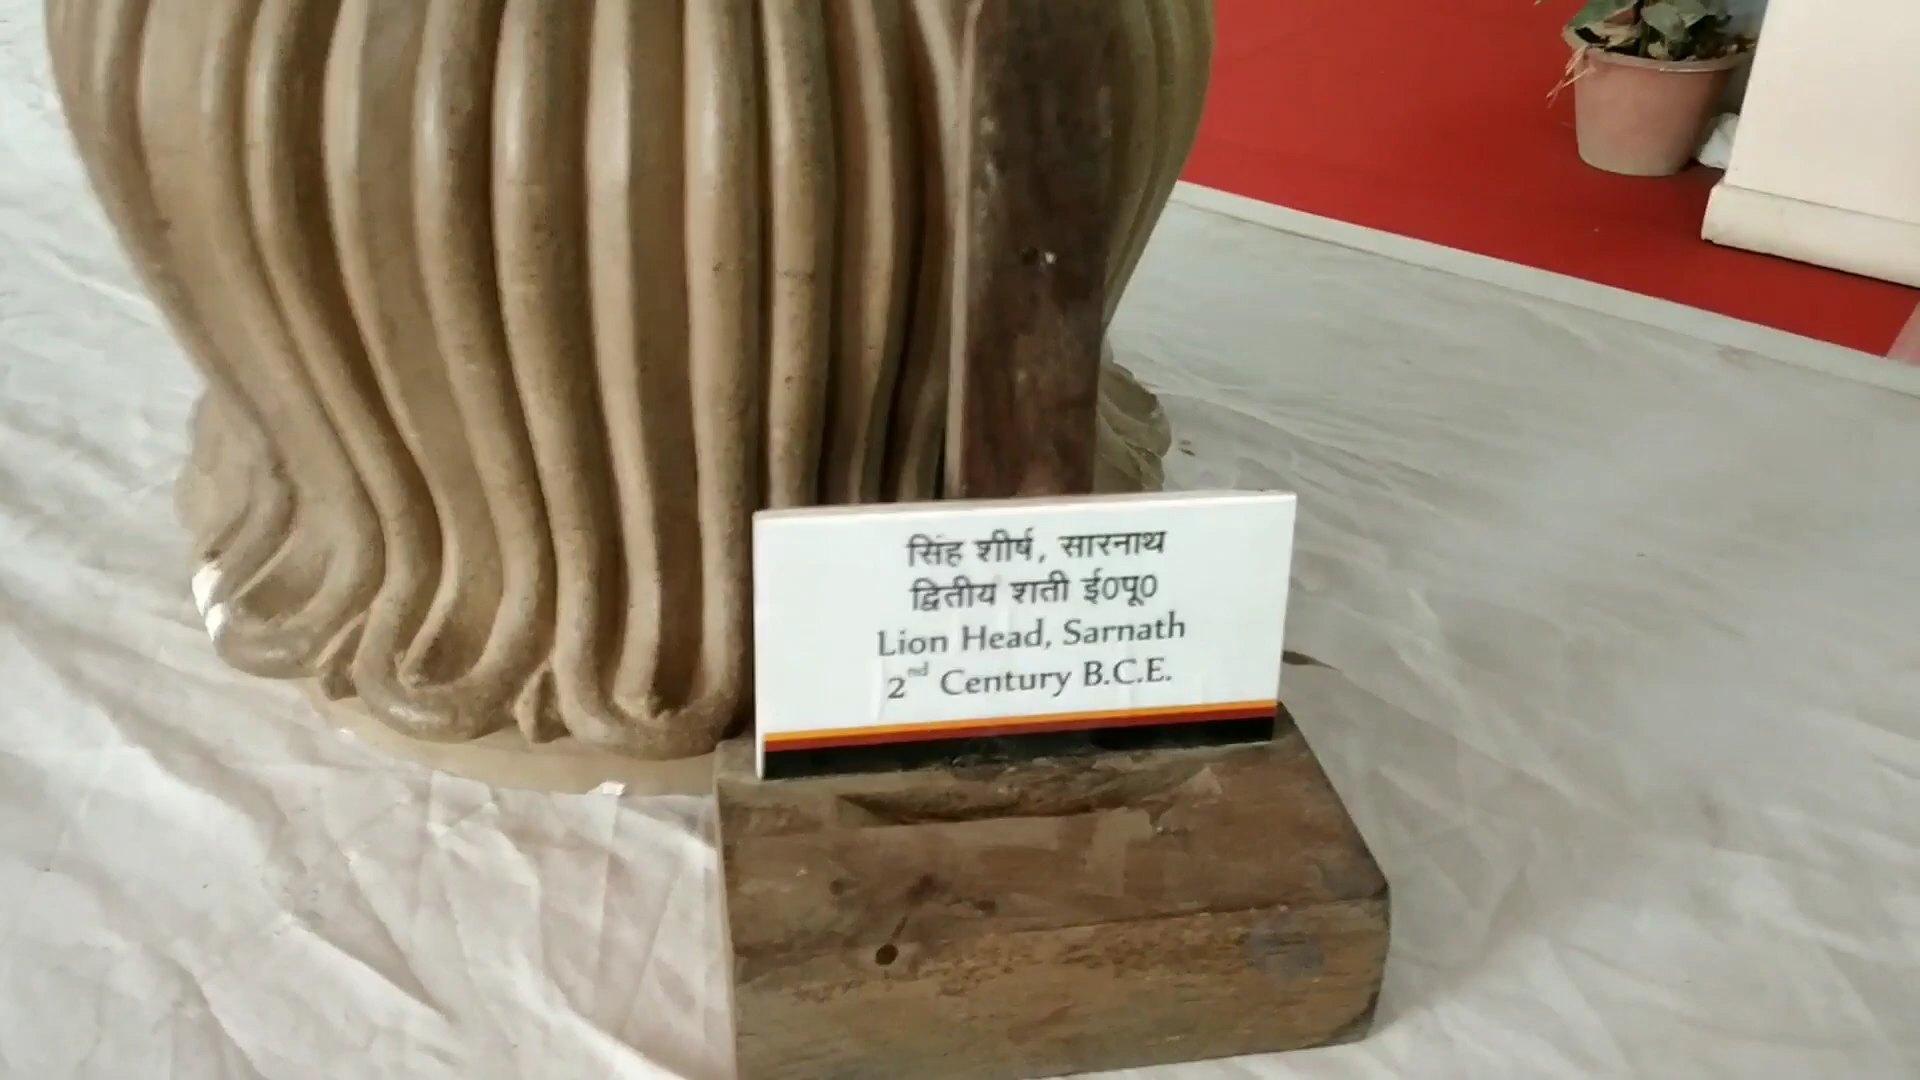 सिंह शीर्ष, सारनाथ
द्वितीय शती ई0पू0
Lion Head, Sarnath
2nd Century B.C.E.